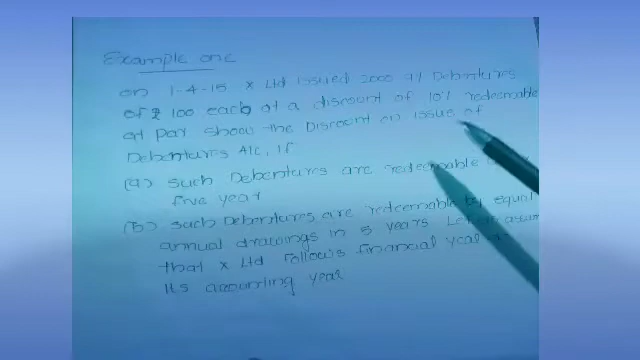 Example one
On 1-4-15 X Ltd issued 2000 9% Debentures
of ₹ 100 each at a discount of 10% redeemable
at par show the Discount on issue of
Debentures A/c, If
(a) such Debentures are redeemable
five year
(b) such Debentures are redeemable by equal
annual drawings in 5 years Let us assum
that X Ltd follows financial year
its accounting year